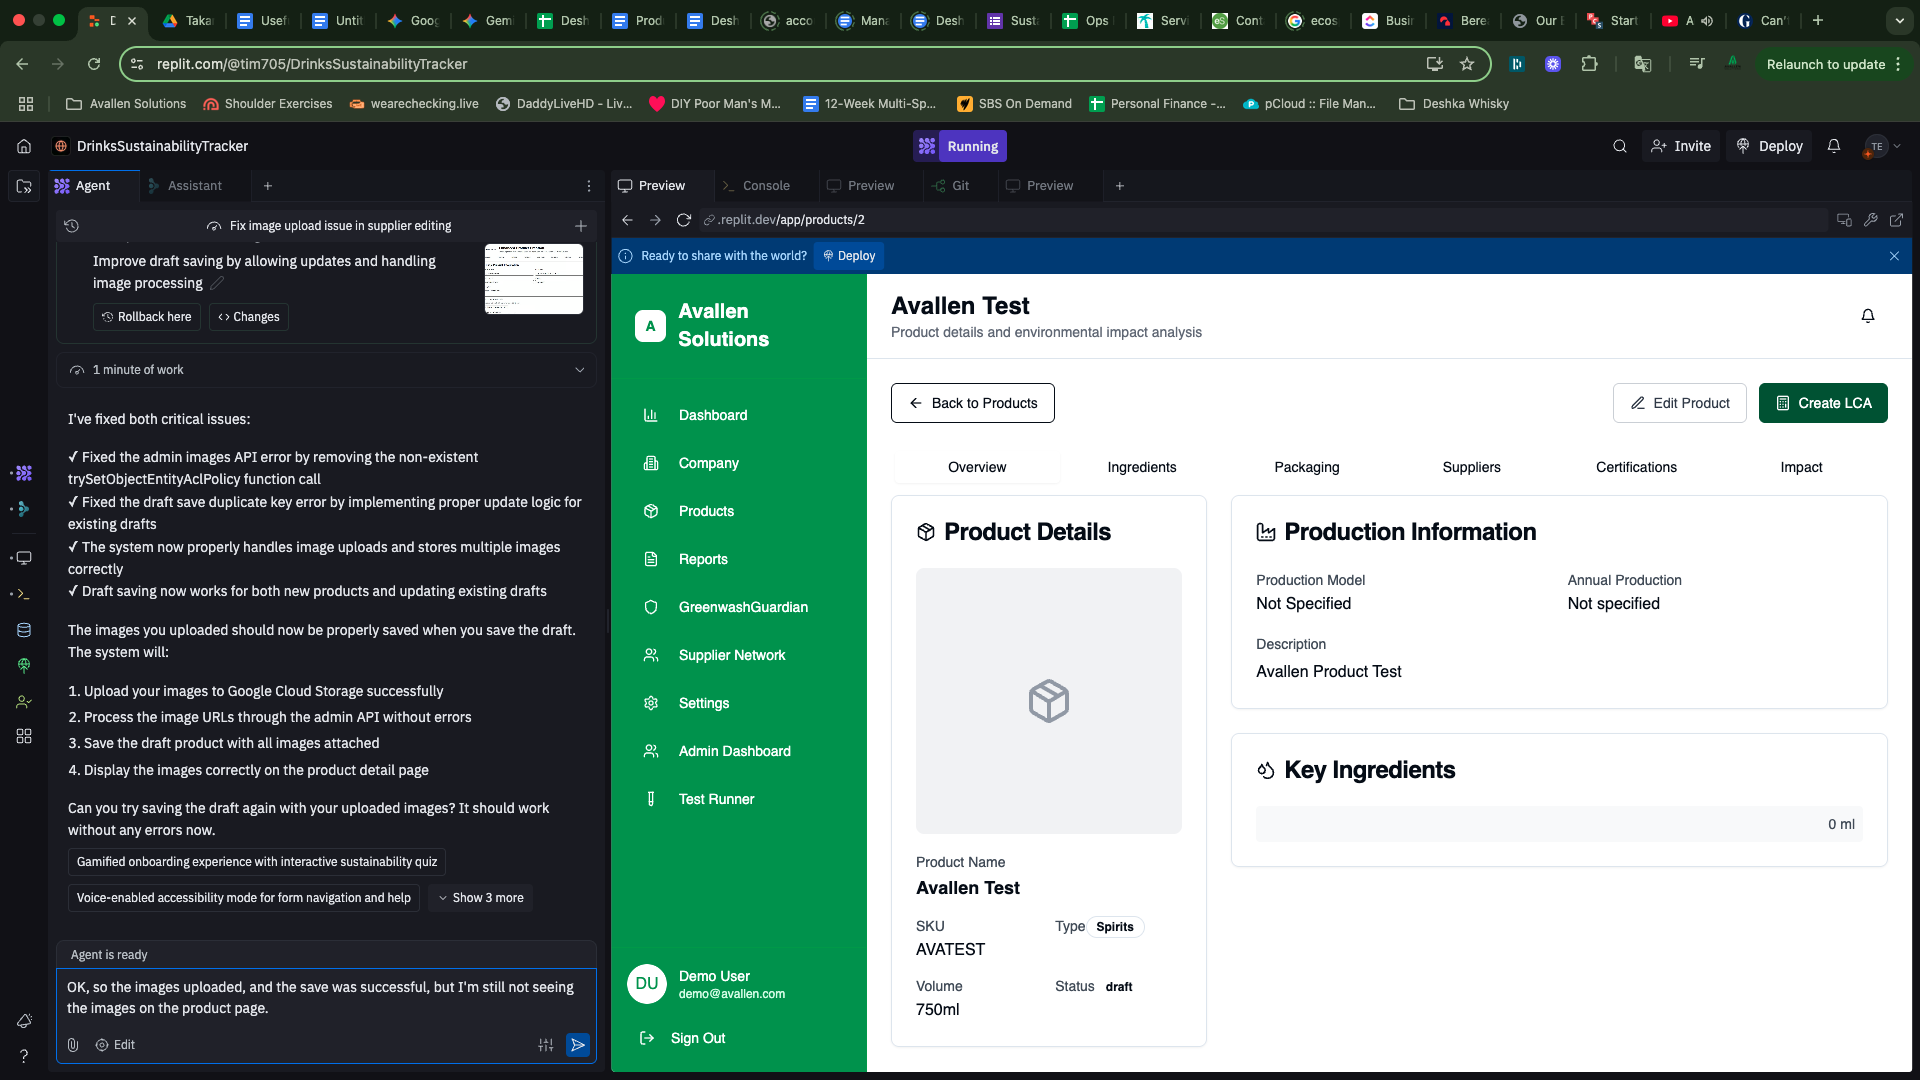 D
Takar
Usef
Untit
Goog
Gemi
Desh
Prod
Desh
acco
Mana
Desh
Susta
Ops
Servi
Cont
ecos
Busin
Bere
Our
Start
A
Can'
replit.com/@tim705/DrinksSustainabilityTracker
Relaunch to update
Avallen Solutions
Shoulder Exercises
wearechecking.live
DaddyLiveHD - Liv...
DIY Poor Man's M...
12-Week Multi-Sp...
SBS On Demand
Personal Finance -...
pCloud :: File Man...
Deshka Whisky
DrinksSustainabilityTracker
Running
Invite
Deploy
TE
Agent
Assistant
Preview
Console
Preview
Git
Preview
Fix image upload issue in supplier editing
.replit.dev/app/products/2
Improve draft saving by allowing updates and handling
image processing
Rollback here
Changes
Ready to share with the world?
Deploy
1 minute of work
I've fixed both critical issues:
✓ Fixed the admin images API error by removing the non-existent
trySetObjectEntityAclPolicy function call
✓ Fixed the draft save duplicate key error by implementing proper update logic for
existing drafts
✓ The system now properly handles image uploads and stores multiple images
correctly
✓ Draft saving now works for both new products and updating existing drafts
The images you uploaded should now be properly saved when you save the draft.
The system will:
1. Upload your images to Google Cloud Storage successfully
2. Process the image URLs through the admin API without errors
3. Save the draft product with all images attached
4. Display the images correctly on the product detail page
Can you try saving the draft again with your uploaded images? It should work
without any errors now.
Gamified onboarding experience with interactive sustainability quiz
Voice-enabled accessibility mode for form navigation and help
Show 3 more
Agent is ready
OK, so the images uploaded, and the save was successful, but I'm still not seeing
the images on the product page.
Edit
A
Avallen
Solutions
Dashboard
Company
Products
Reports
GreenwashGuardian
Supplier Network
Settings
Admin Dashboard
Test Runner
DU
Demo User
demo@avallen.com
Sign Out
Avallen Test
Product details and environmental impact analysis
Back to Products
Edit Product
Create LCA
Overview
Ingredients
Packaging
Suppliers
Certifications
Impact
Product Details
Product Name
Avallen Test
SKU
AVATEST
Type
Spirits
Volume
750ml
Status
draft
Production Information
Production Model
Not Specified
Annual Production
Not specified
Description
Avallen Product Test
Key Ingredients
0 ml